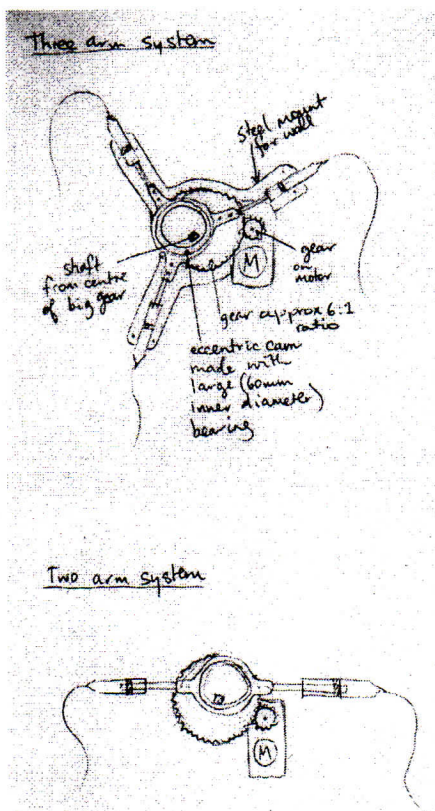 Three arm system
steel mount
for wall
shaft
from centre
of big gear
gear
on
motor
M
gear approx 6:1
ratio
eccentric cam
made with
large (60mm
inner diameter)
bearing
Two arm system
M